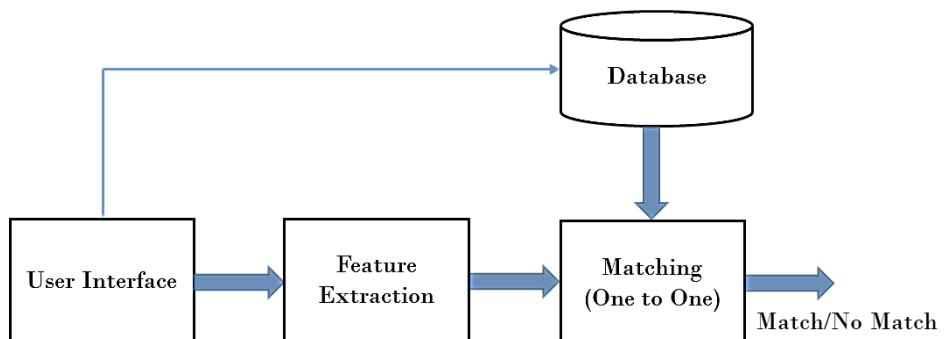 Database
User Interface
Feature
Extraction
Matching
(One to One)
Match/No Match